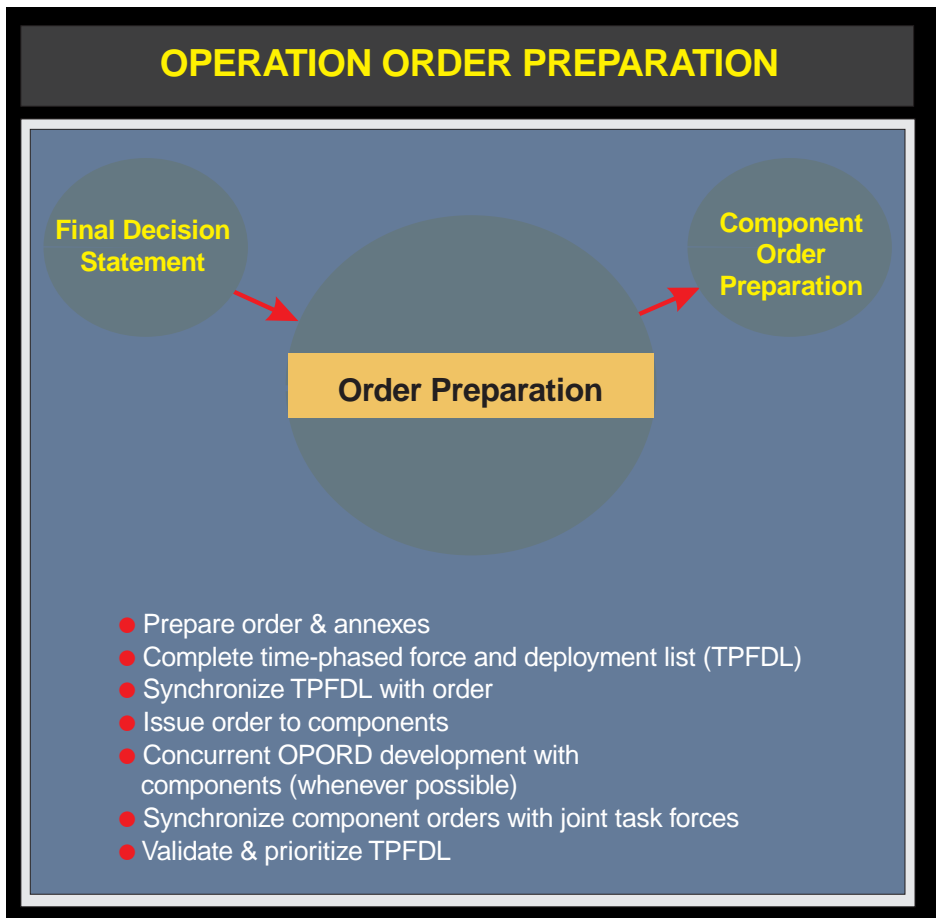 OPERATION ORDER PREPARATION
Final Decision
Statement
Component
Order
Preparation
Order Preparation
Prepare order & annexes
Complete time-phased force and deployment list (TPFDL)
Synchronize TPFDL with order
Issue order to components
Concurrent OPORD development with
components (whenever possible)
Synchronize component orders with joint task forces
Validate & prioritize TPFDL